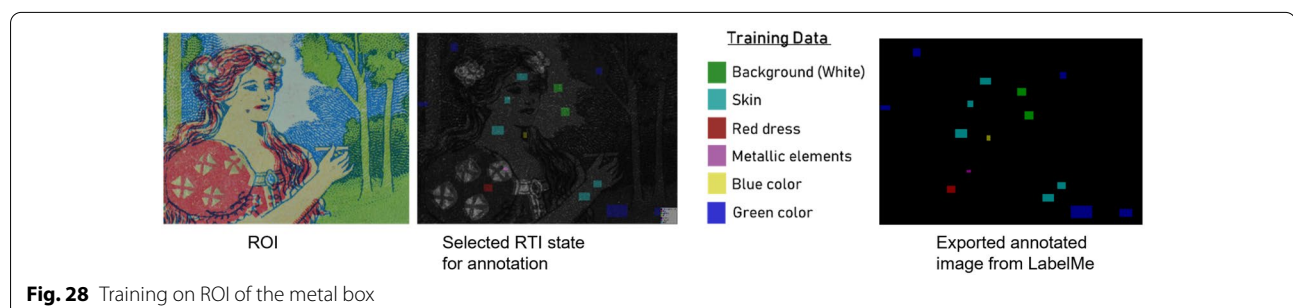 Training Data
Background (White)
Skin
Red dress
Metallic elements
Blue color
Green color
ROI
Selected RTI state
for annotation
Exported annotated
image from LabelMe
Fig. 28 Training on ROI of the metal box